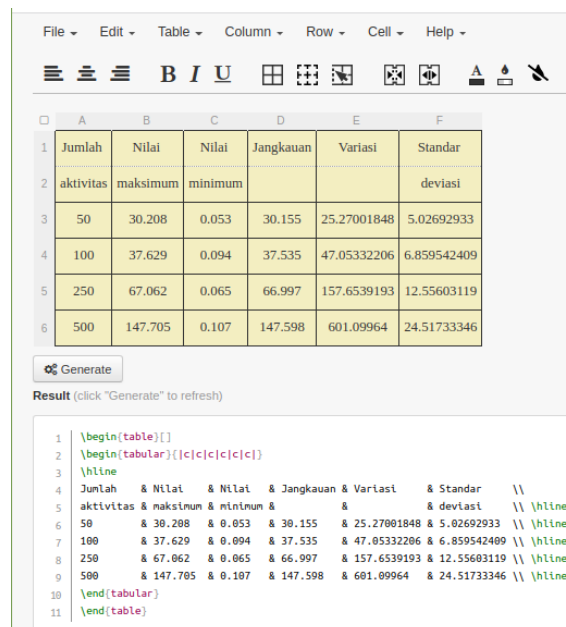 File Edit Table Column Row Cell Help
B I U A
A B C D E F
1 Jumlah Nilai Nilai Jangkauan Variasi Standar
2 aktivitas maksimum minimum deviasi
3 50 30.208 0.053 30.155 25.27001848 5.02692933
4 100 37.629 0.094 37.535 47.05332206 6.859542409
5 250 67.062 0.065 66.997 157.6539193 12.55603119
6 500 147.705 0.107 147.598 601.09964 24.51733346
Generate
Result (click "Generate" to refresh)
1 \begin{table}[]
2 \begin{tabular}{|c|c|c|c|c|c|}
3 \hline
4 Jumlah & Nilai & Nilai & Jangkauan & Variasi & Standar \\
5 aktivitas & maksimum & minimum & & & deviasi \\ \hline
6 50 & 30.208 & 0.053 & 30.155 & 25.27001848 & 5.02692933 \\ \hline
7 100 & 37.629 & 0.094 & 37.535 & 47.05332206 & 6.859542409 \\ \hline
8 250 & 67.062 & 0.065 & 66.997 & 157.6539193 & 12.55603119 \\ \hline
9 500 & 147.705 & 0.107 & 147.598 & 601.09964 & 24.51733346 \\ \hline
10 \end{tabular}
11 \end{table}